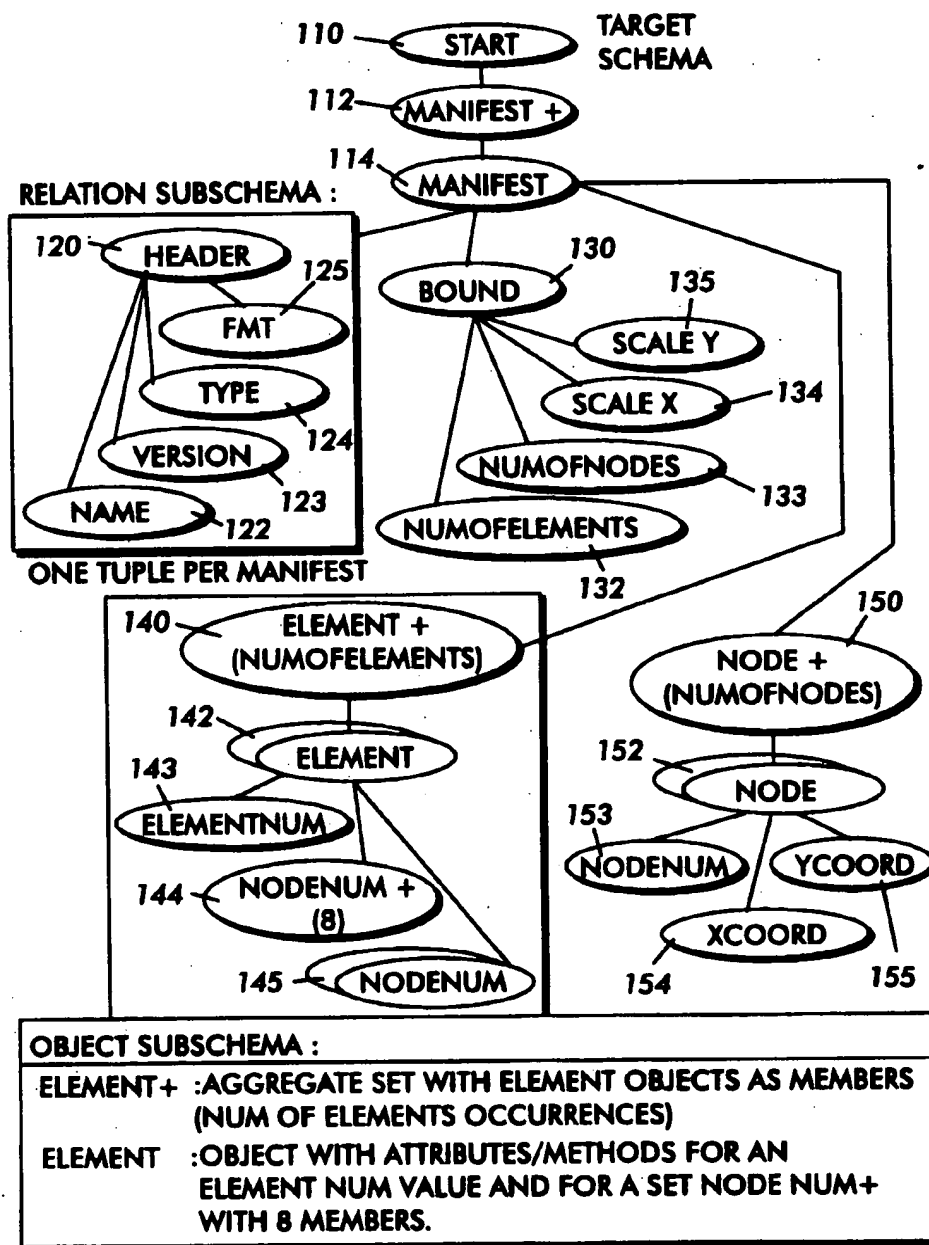 110
START
TARGET
SCHEMA
112
MANIFEST +
114
MANIFEST
RELATION SUBSCHEMA :
120
HEADER
125
FMT
TYPE
124
VERSION
123
NAME
122
ONE TUPLE PER MANIFEST
130
BOUND
135
SCALE Y
SCALE X
134
NUMOFNODES
133
NUMOFELEMENTS
132
140
ELEMENT +
(NUMOFELEMENTS)
142
ELEMENT
143
ELEMENTNUM
144
NODENUM +
(8)
145
NODENUM
150
NODE +
(NUMOFNODES)
152
NODE
153
NODENUM
YCOORD
XCOORD
154
155
OBJECT SUBSCHEMA :
ELEMENT+ :AGGREGATE SET WITH ELEMENT OBJECTS AS MEMBERS
(NUM OF ELEMENTS OCCURRENCES)
ELEMENT :OBJECT WITH ATTRIBUTES/METHODS FOR AN
ELEMENT NUM VALUE AND FOR A SET NODE NUM+
WITH 8 MEMBERS.